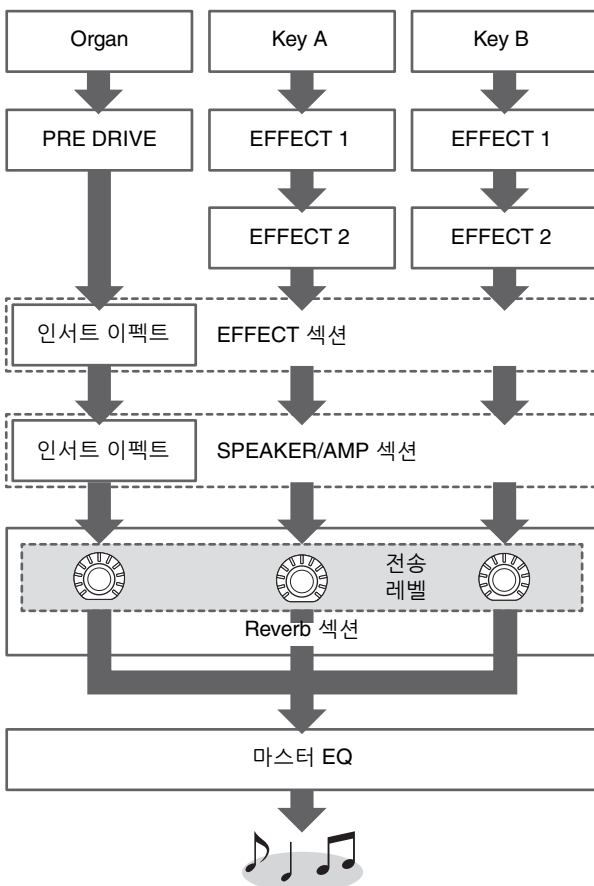 Organ
Key A
Key B
PRE DRIVE
EFFECT 1
EFFECT 1
EFFECT 2
EFFECT 2
인서트 이펙트
EFFECT 섹션
인서트 이펙트
SPEAKER/AMP 섹션
전송
레벨
Reverb 섹션
마스터 EQ